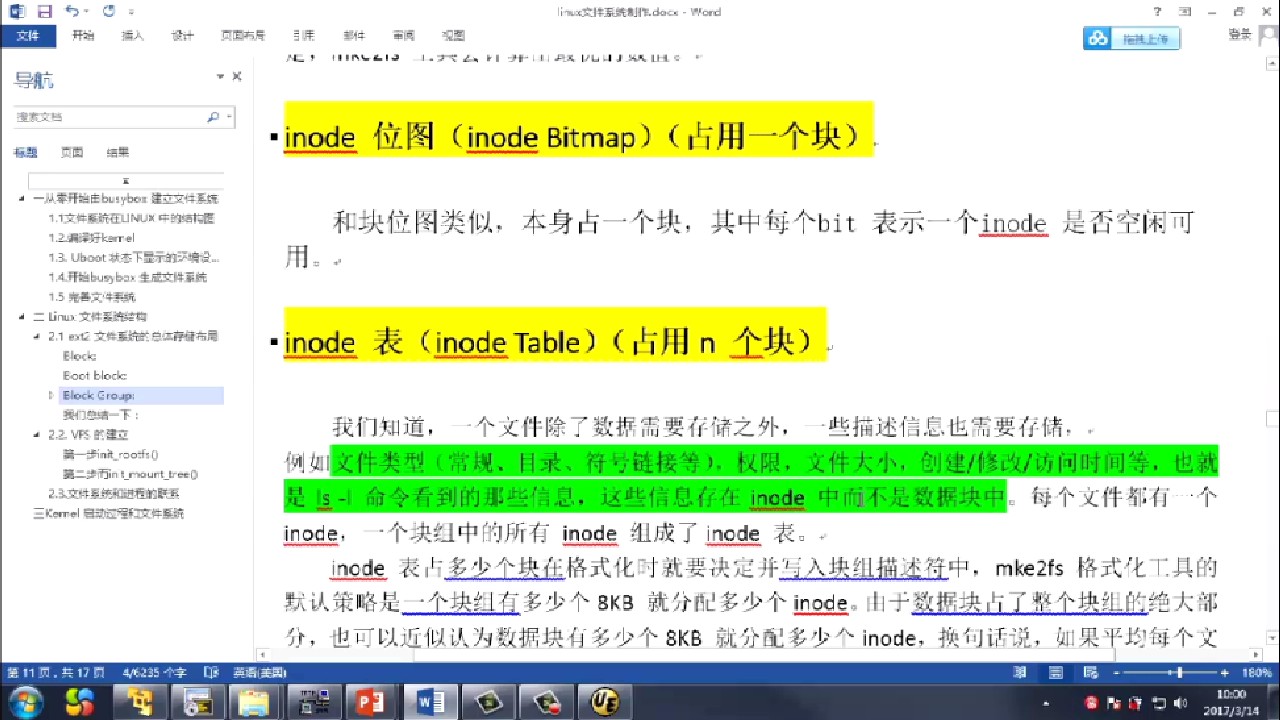 linux文件系统制作.docx - Word
文件 开始 插入 设计 页面布局 引用 邮件 审阅 视图
登录
拖拽上传
导航
搜索文档
标题 页面 结果
一从零开始由busybox 建立文件系统
1.1文件系统在LINUX 中的结构图
1.2.编译好kernel
1.3. Uboot 状态下显示的环境设...
1.4.开始busybox 生成文件系统
1.5 完善文件系统
二 Linux 文件系统结构
2.1 ext2 文件系统的总体存储布局
Block:
Boot block:
Block Group:
我们总结一下：
2.2. VFS 的建立
第一步init_rootfs()
第二步而init_mount_tree()
2.3.文件系统和进程的联系
三Kernel 启动过程和文件系统
inode 位图（inode Bitmap）（占用一个块）
和块位图类似，本身占一个块，其中每个bit 表示一个inode 是否空闲可
用。
inode 表（inode Table）（占用 n 个块）
我们知道，一个文件除了数据需要存储之外，一些描述信息也需要存储，
例如文件类型（常规、目录、符号链接等），权限，文件大小，创建/修改/访问时间等，也就
是 ls –l 命令看到的那些信息，这些信息存在 inode 中而不是数据块中。每个文件都有一个
inode，一个块组中的所有 inode 组成了 inode 表。
inode 表占多少个块在格式化时就要决定并写入块组描述符中，mke2fs 格式化工具的
默认策略是一个块组有多少个 8KB 就分配多少个 inode。由于数据块占了整个块组的绝大部
分，也可以近似认为数据块有多少个 8KB 就分配多少个 inode，换句话说，如果平均每个文
第 11 页，共 17 页 4/6235 个字 英语(美国) 180%
10:00
2017/3/14